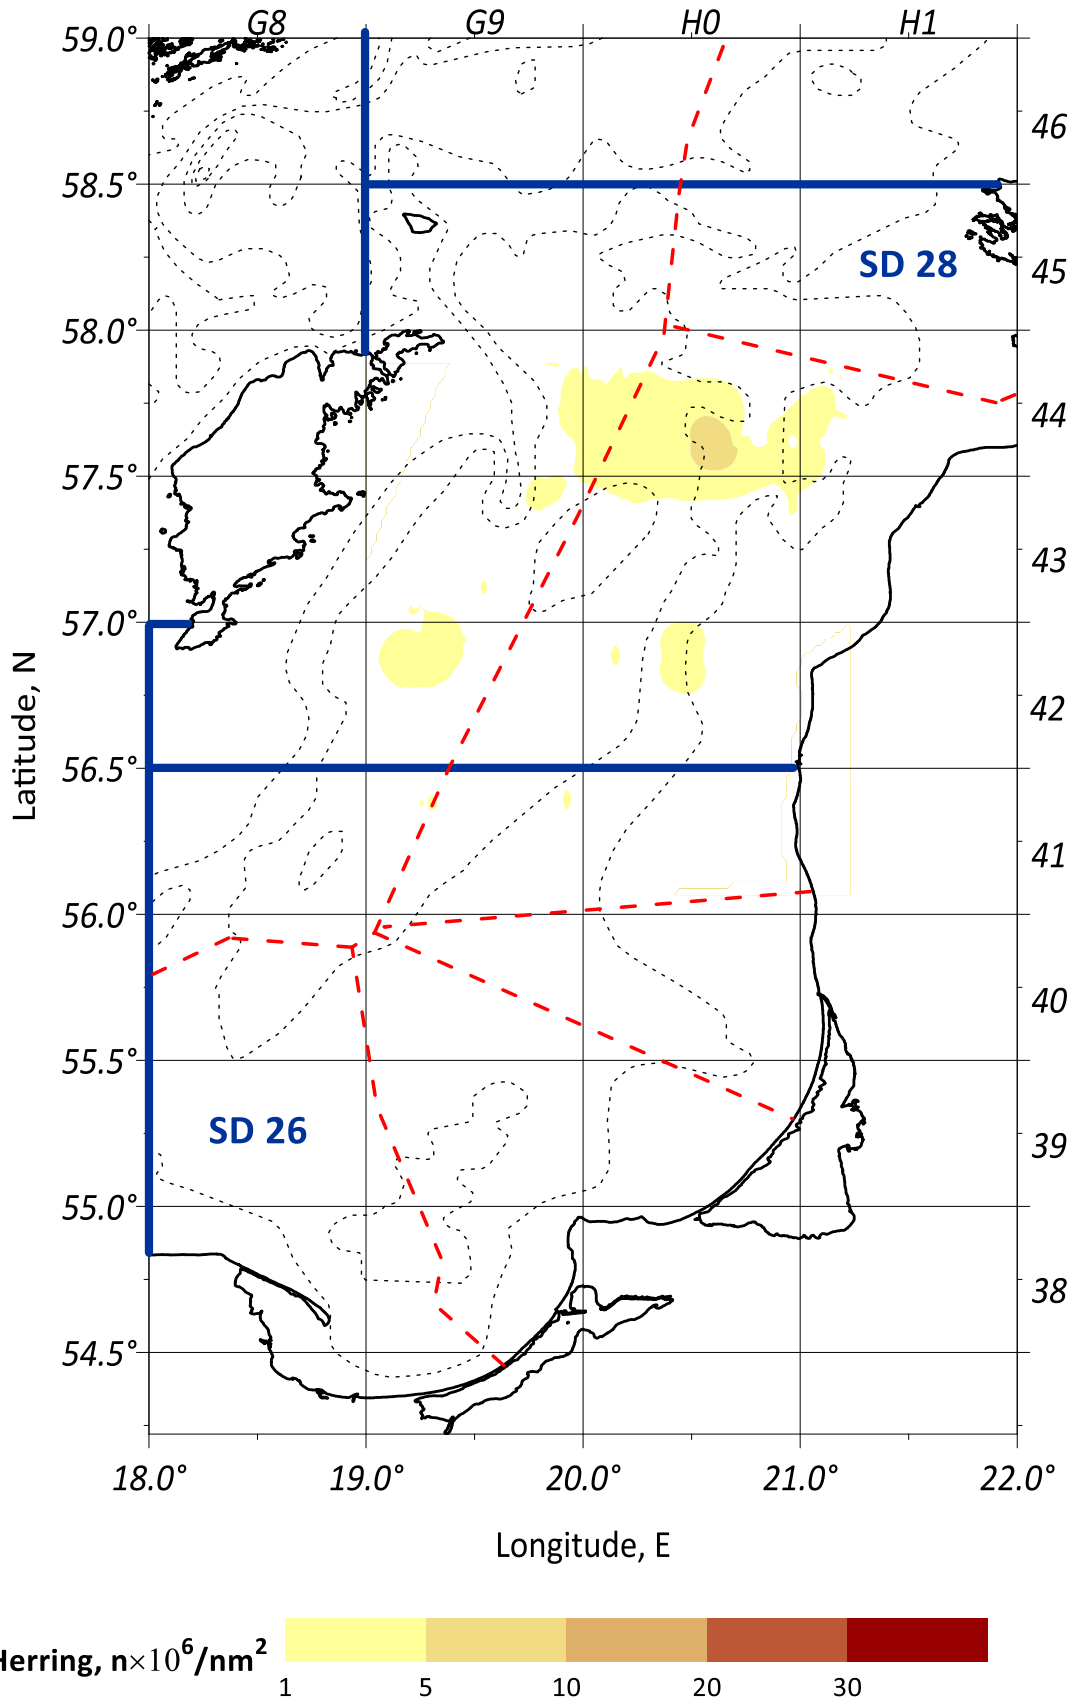 G8 G9 H0 H1
59.0°
46
58.5°
SD 28
45
58.0°
44
57.5°
43
57.0°
42
56.5°
41
56.0°
40
55.5°
SD 26
39
55.0°
38
54.5°
Latitude, N
18.0° 19.0° 20.0° 21.0° 22.0°
Longitude, E
Herring, n×10⁶/nm²
1 5 10 20 30